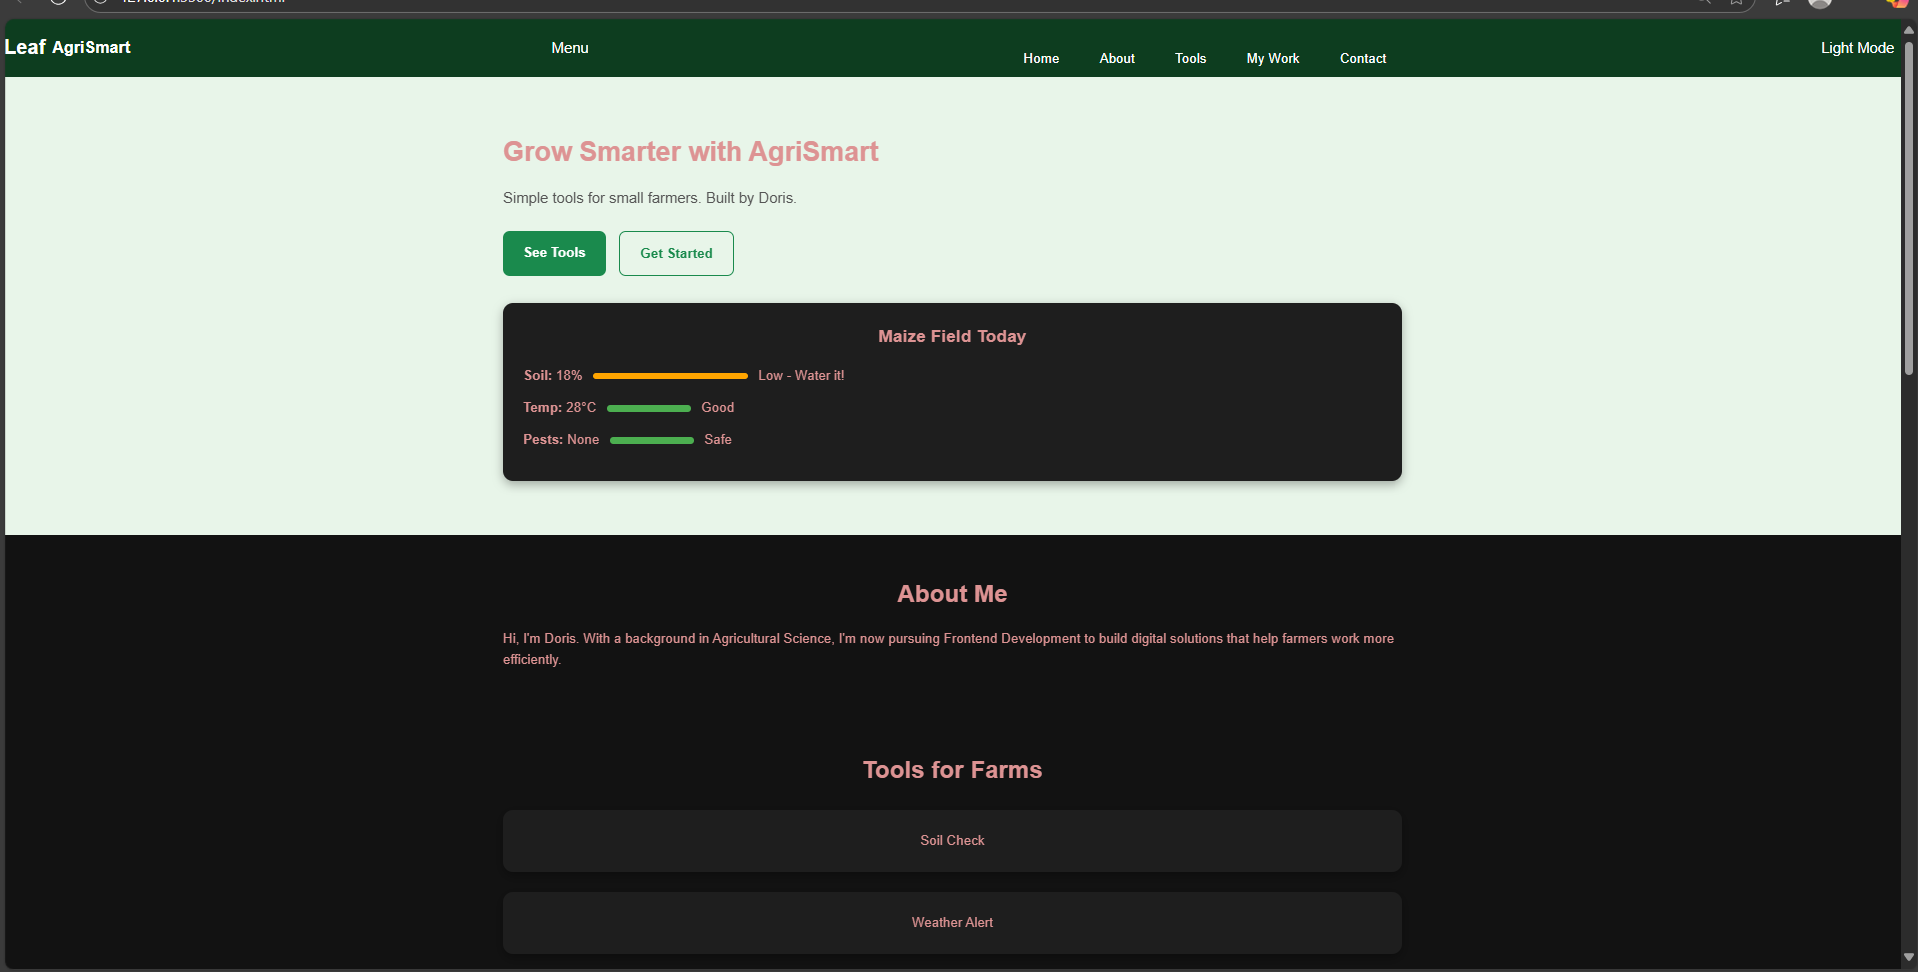 Leaf AgriSmart
Menu
Home About Tools My Work Contact
Light Mode
Grow Smarter with AgriSmart
Simple tools for small farmers. Built by Doris.
See Tools Get Started
Maize Field Today
Soil: 18% Low - Water it!
Temp: 28°C Good
Pests: None Safe
About Me
Hi, I'm Doris. With a background in Agricultural Science, I'm now pursuing Frontend Development to build digital solutions that help farmers work more
efficiently.
Tools for Farms
Soil Check
Weather Alert